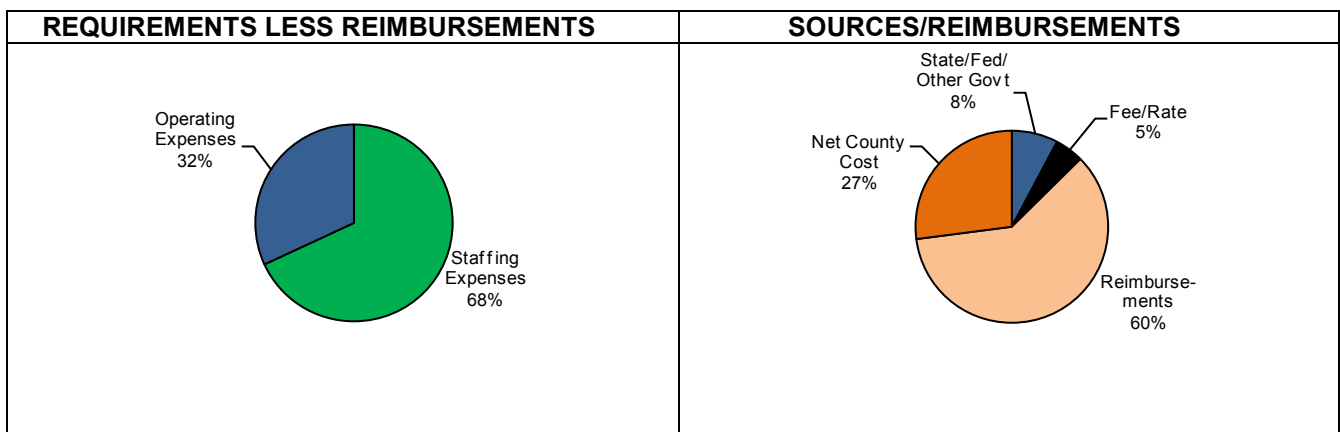 REQUIREMENTS LESS REIMBURSEMENTS
SOURCES/REIMBURSEMENTS
Operating
Expenses
32%
Staffing
Expenses
68%
State/Fed/
Other Govt
8%
Fee/Rate
5%
Net County
Cost
27%
Reimburse-
ments
60%